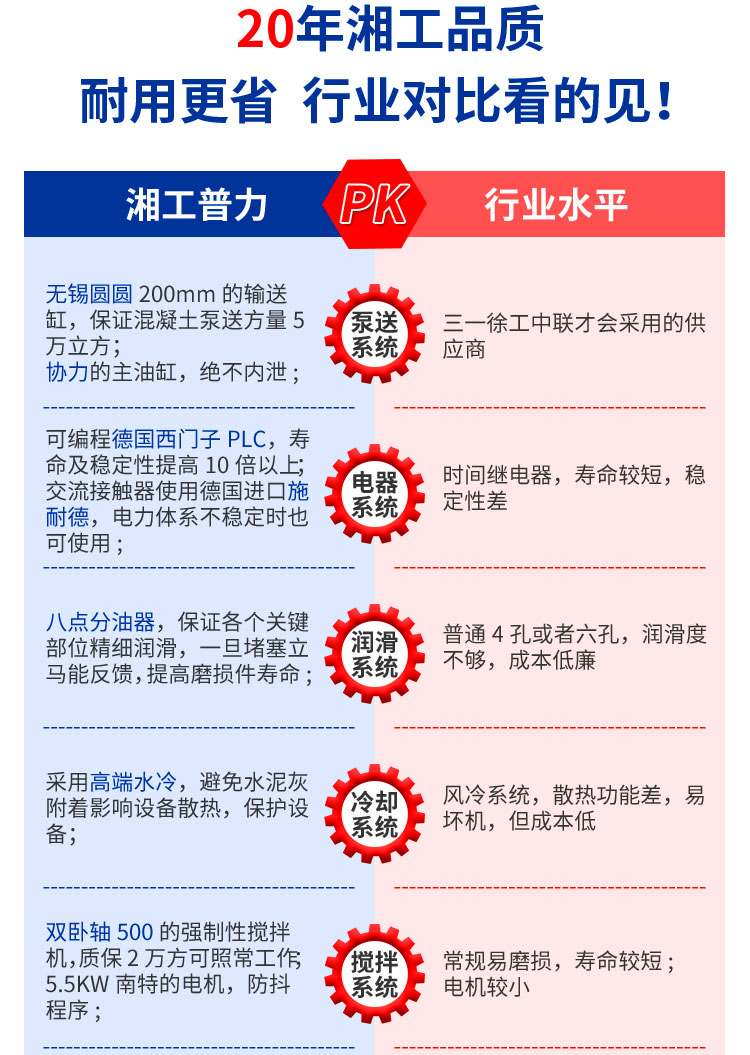 20年湘工品质
耐用更省 行业对比看的见！
湘工普力
PK
行业水平
无锡圆圆 200mm 的输送
缸，保证混凝土泵送方量 5
万立方；
协力的主油缸，绝不内泄；
泵送
系统
三一徐工中联才会采用的供
应商
可编程德国西门子 PLC，寿
命及稳定性提高 10 倍以上；
交流接触器使用德国进口施
耐德，电力体系不稳定时也
可使用；
电器
系统
时间继电器，寿命较短，稳
定性差
八点分油器，保证各个关键
部位精细润滑，一旦堵塞立
马能反馈，提高磨损件寿命；
润滑
系统
普通 4 孔或者六孔，润滑度
不够，成本低廉
采用高端水冷，避免水泥灰
附着影响设备散热，保护设
备；
冷却
系统
风冷系统，散热功能差，易
坏机，但成本低
双卧轴 500 的强制性搅拌
机，质保 2 万方可照常工作；
5.5KW 南特的电机，防抖
程序；
搅拌
系统
常规易磨损，寿命较短；
电机较小